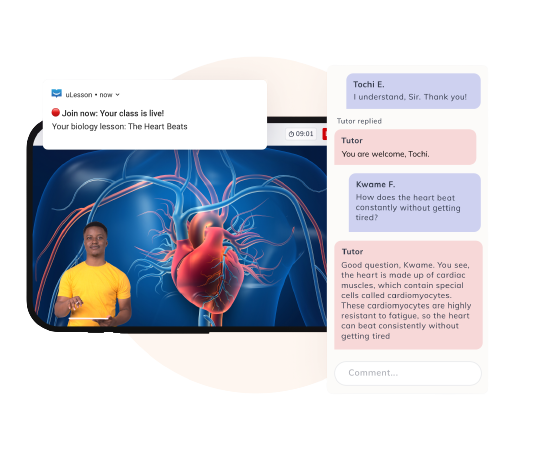 uLesson • now
Join now: Your class is live!
Your biology lesson: The Heart Beats
09:01
Tochi E.
I understand, Sir. Thank you!
Tutor replied
Tutor
You are welcome, Tochi.
Kwame F.
How does the heart beat
constantly without getting
tired?
Tutor
Good question, Kwame. You see,
the heart is made up of cardiac
muscles, which contain special
cells called cardiomyocytes.
These cardiomyocytes are highly
resistant to fatigue, so the heart
can beat consistently without
getting tired
Comment...